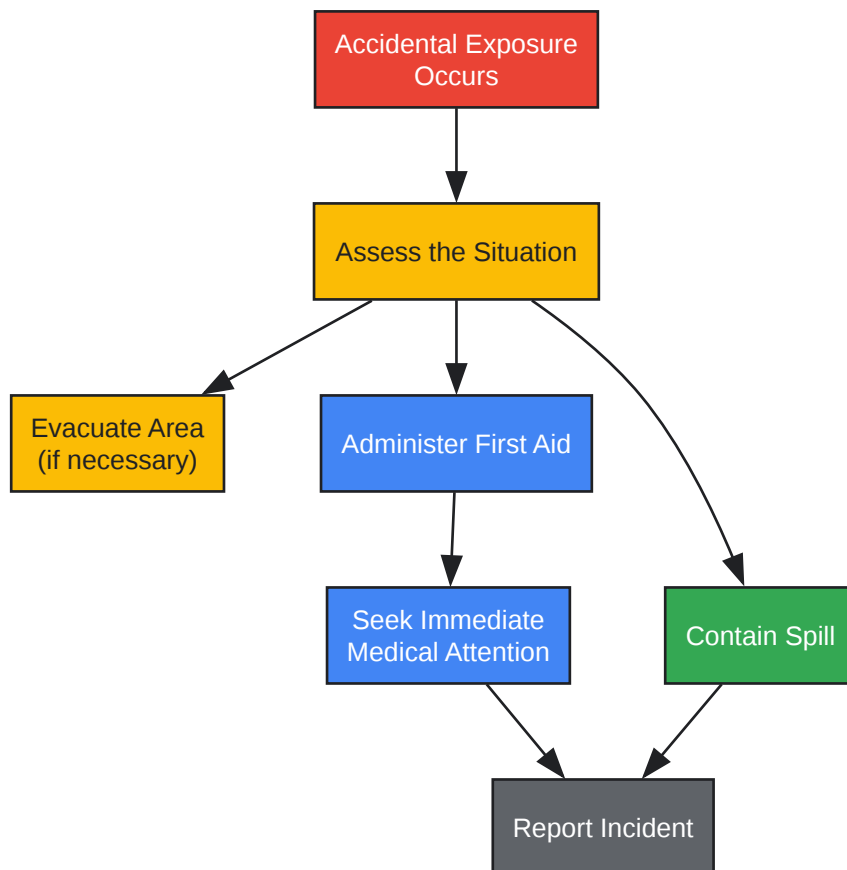 Accidental Exposure
Occurs
Assess the Situation
Evacuate Area
(if necessary)
Administer First Aid
Seek Immediate
Medical Attention
Contain Spill
Report Incident